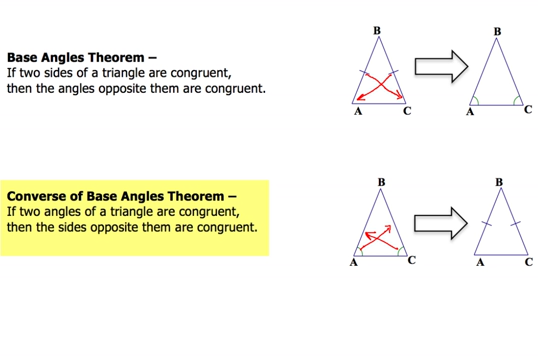 Base Angles Theorem –
If two sides of a triangle are congruent,
then the angles opposite them are congruent.
B
A
C
B
A
C
Converse of Base Angles Theorem –
If two angles of a triangle are congruent,
then the sides opposite them are congruent.
B
A
C
B
A
C